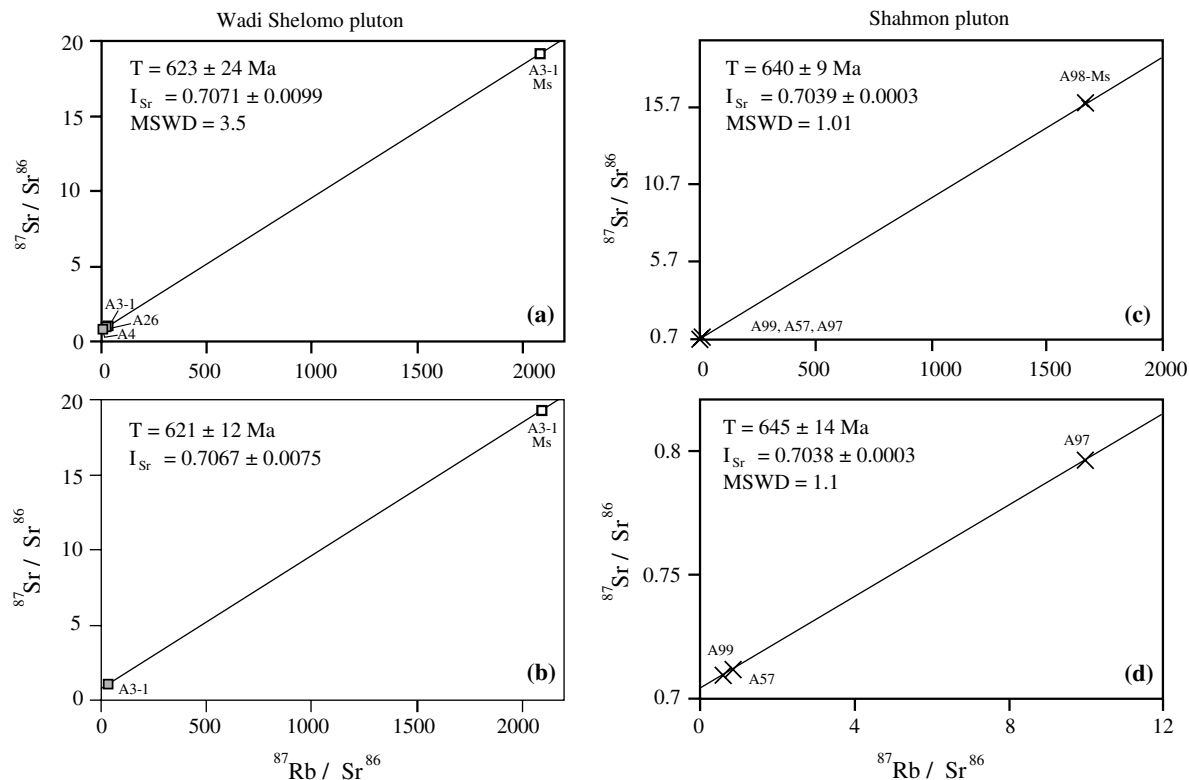 Wadi Shelomo pluton
T = 623 ± 24 Ma
I Sr = 0.7071 ± 0.0099
MSWD = 3.5
A3-1
Ms
A3-1
A26
A4
(a)
20
15
10
5
0
0 500 1000 1500 2000
87Sr / Sr86
T = 621 ± 12 Ma
I Sr = 0.7067 ± 0.0075
A3-1
Ms
A3-1
(b)
20
15
10
5
0
0 500 1000 1500 2000
87Sr / Sr86
87Rb / Sr86
Shahmon pluton
T = 640 ± 9 Ma
I Sr = 0.7039 ± 0.0003
MSWD = 1.01
A98-Ms
A99, A57, A97
(c)
15.7
10.7
5.7
0.7
0 500 1000 1500 2000
87Sr / Sr86
T = 645 ± 14 Ma
I Sr = 0.7038 ± 0.0003
MSWD = 1.1
A97
A99
A57
(d)
0.8
0.75
0.7
0 4 8 12
87Sr / Sr86
87Rb / Sr86